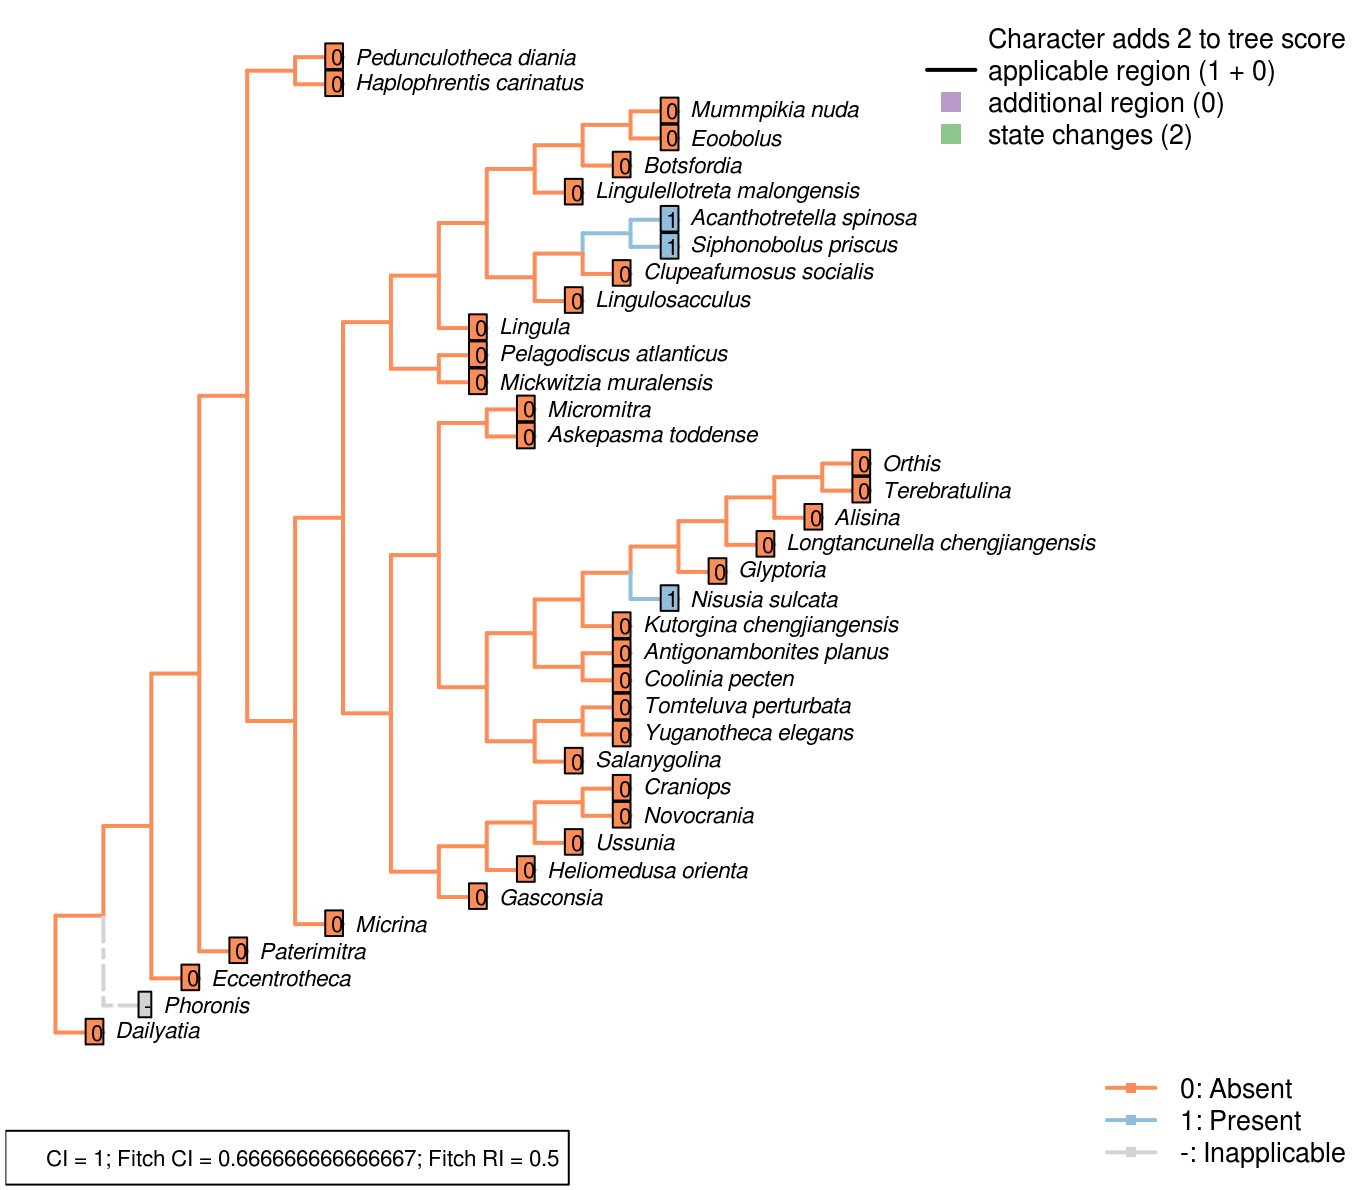 Character adds 2 to tree score
applicable region (1 + 0)
additional region (0)
state changes (2)
0 Pedunculotheca diania
0 Haplophrentis carinatus
0 Mummpikia nuda
0 Eoobolus
0 Botsfordia
0 Lingulellotreta malongensis
1 Acanthotretella spinosa
1 Siphonobolus priscus
0 Clupeafumosus socialis
0 Lingulosacculus
0 Lingula
0 Pelagodiscus atlanticus
0 Mickwitzia muralensis
0 Micromitra
0 Askepasma toddense
0 Orthis
0 Terebratulina
0 Alisina
0 Longtancunella chengjiangensis
0 Glyptoria
1 Nisusia sulcata
0 Kutorgina chengjiangensis
0 Antigonambonites planus
0 Coolinia pecten
0 Tomteluva perturbata
0 Yuganotheca elegans
0 Salanygolina
0 Craniops
0 Novocrania
0 Ussunia
0 Heliomedusa orienta
0 Gasconsia
0 Micrina
0 Paterimitra
0 Eccentrotheca
- Phoronis
0 Dailyatia
0: Absent
1: Present
-: Inapplicable
CI = 1; Fitch CI = 0.666666666666667; Fitch RI = 0.5